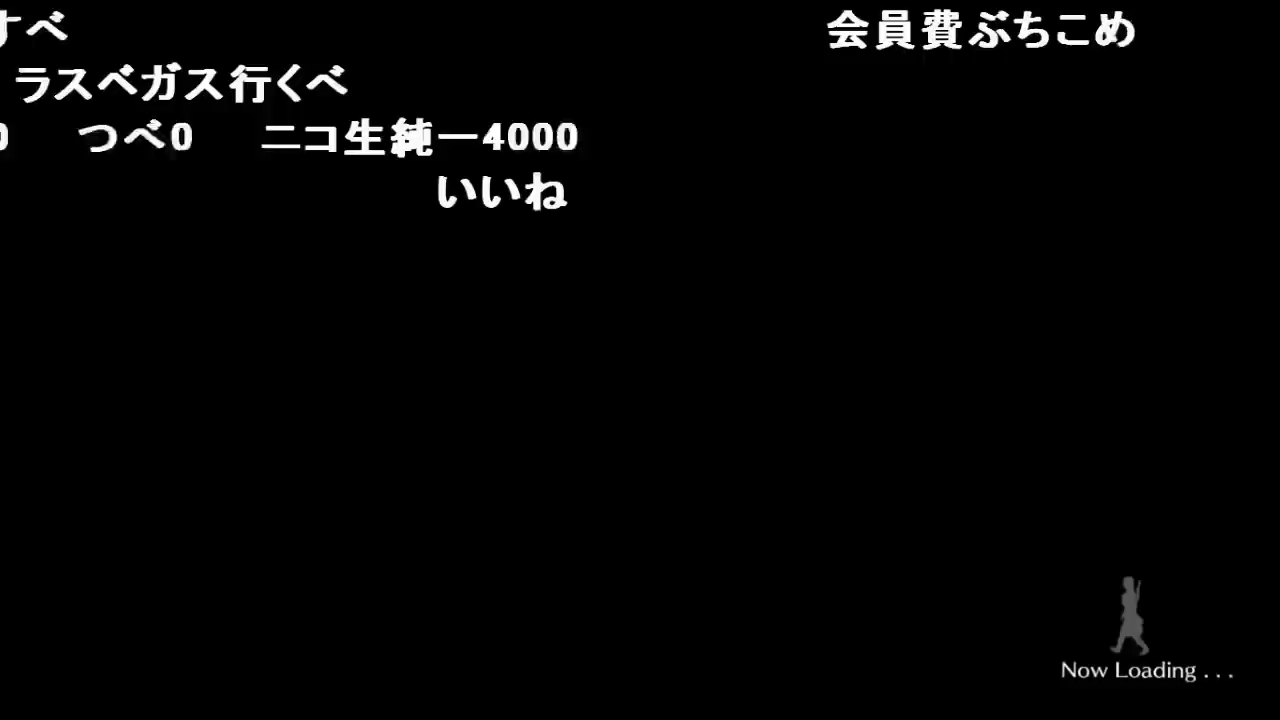 すべ 会員費ぶちこめ
ラスベガス行くべ
0 つべ0 ニコ生純一4000
いいね
Now Loading . . .